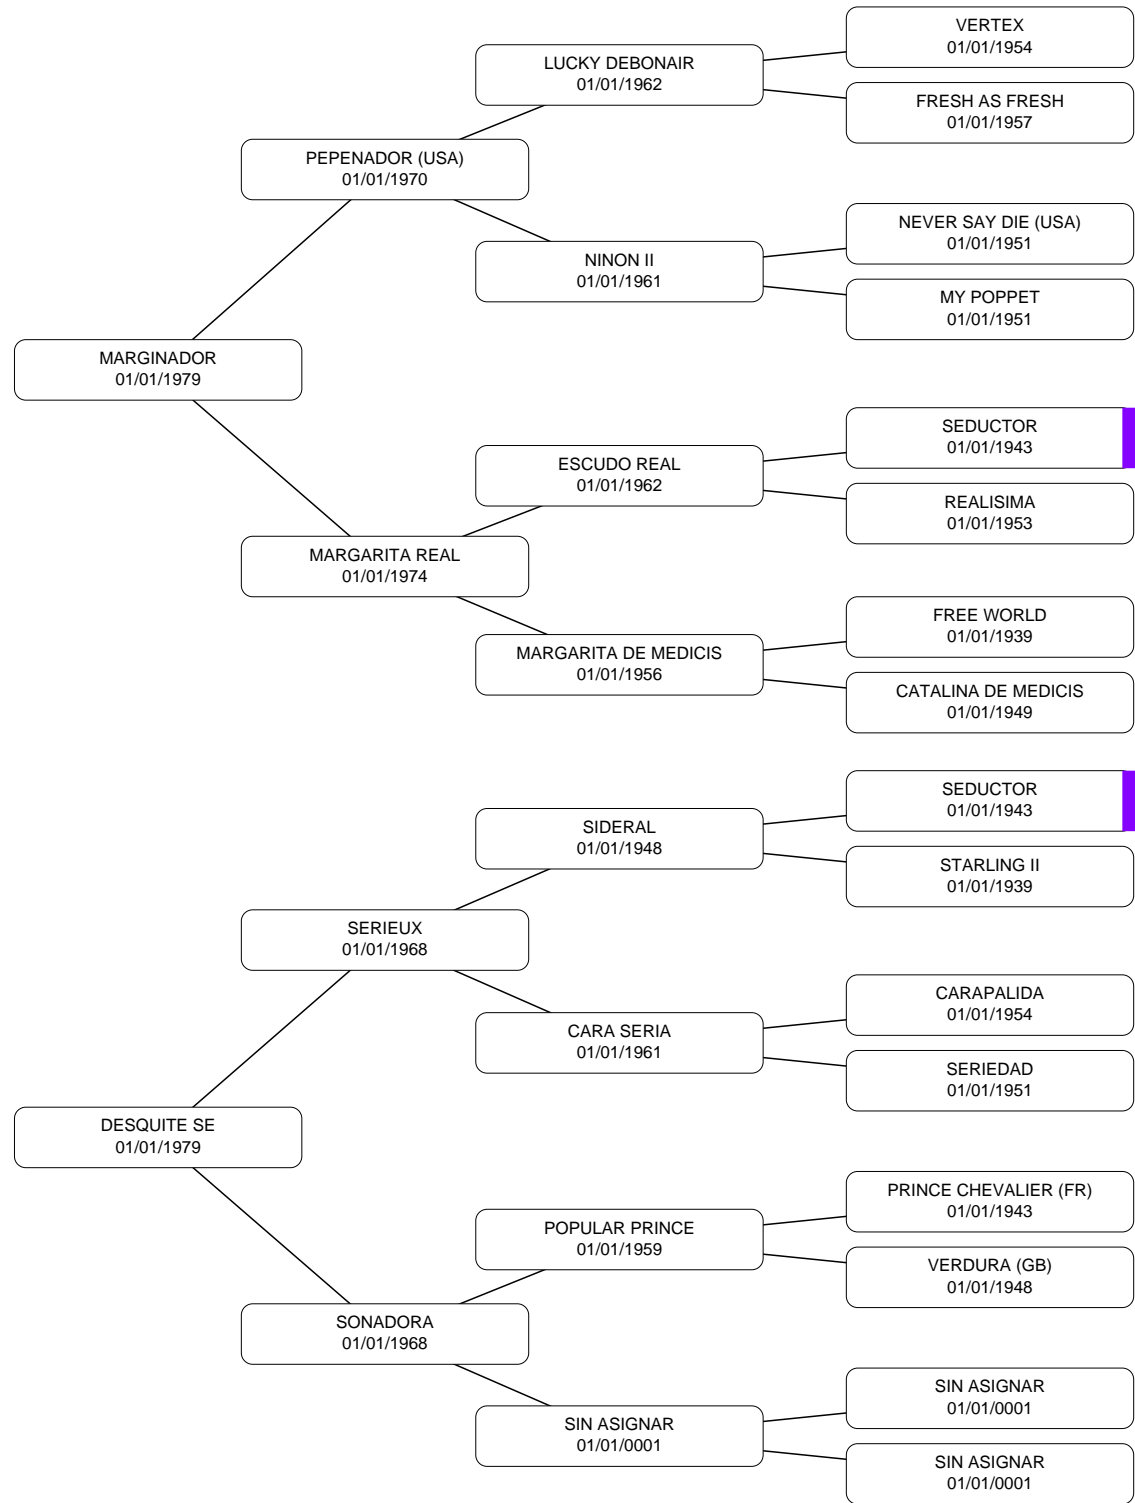 VERTEX
01/01/1954
LUCKY DEBONAIR
01/01/1962
FRESH AS FRESH
01/01/1957
PEPENADOR (USA)
01/01/1970
NEVER SAY DIE (USA)
01/01/1951
NINON II
01/01/1961
MY POPPET
01/01/1951
MARGINADOR
01/01/1979
SEDUCTOR
01/01/1943
ESCUDO REAL
01/01/1962
REALISIMA
01/01/1953
MARGARITA REAL
01/01/1974
FREE WORLD
01/01/1939
MARGARITA DE MEDICIS
01/01/1956
CATALINA DE MEDICIS
01/01/1949
SEDUCTOR
01/01/1943
SIDERAL
01/01/1948
STARLING II
01/01/1939
SERIEUX
01/01/1968
CARAPALIDA
01/01/1954
CARA SERIA
01/01/1961
SERIEDAD
01/01/1951
DESQUITE SE
01/01/1979
PRINCE CHEVALIER (FR)
01/01/1943
POPULAR PRINCE
01/01/1959
VERDURA (GB)
01/01/1948
SONADORA
01/01/1968
SIN ASIGNAR
01/01/0001
SIN ASIGNAR
01/01/0001
SIN ASIGNAR
01/01/0001